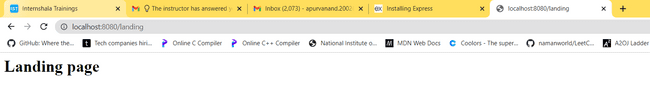 Internshala Trainings
The instructor has answered
Inbox (2,073) - apurvanand.200
Installing Express
localhost:8080/landing
localhost:8080/landing
GitHub: Where the...
Tech companies hiri...
Online C Compiler
Online C++ Compiler
National Institute o...
MDN Web Docs
Coolors - The super...
namanworld/LeetC...
A2OJ Ladder
Landing page